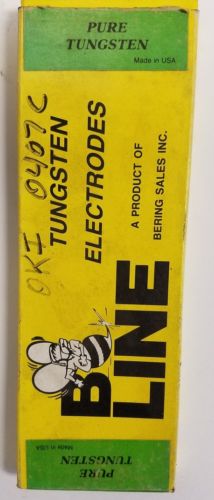 PURE
TUNGSTEN
Made in USA
OKI 0407C
TUNGSTEN
ELECTRODES
A PRODUCT OF
BERING SALES INC.
B
LINE
PURE
TUNGSTEN
Made in USA